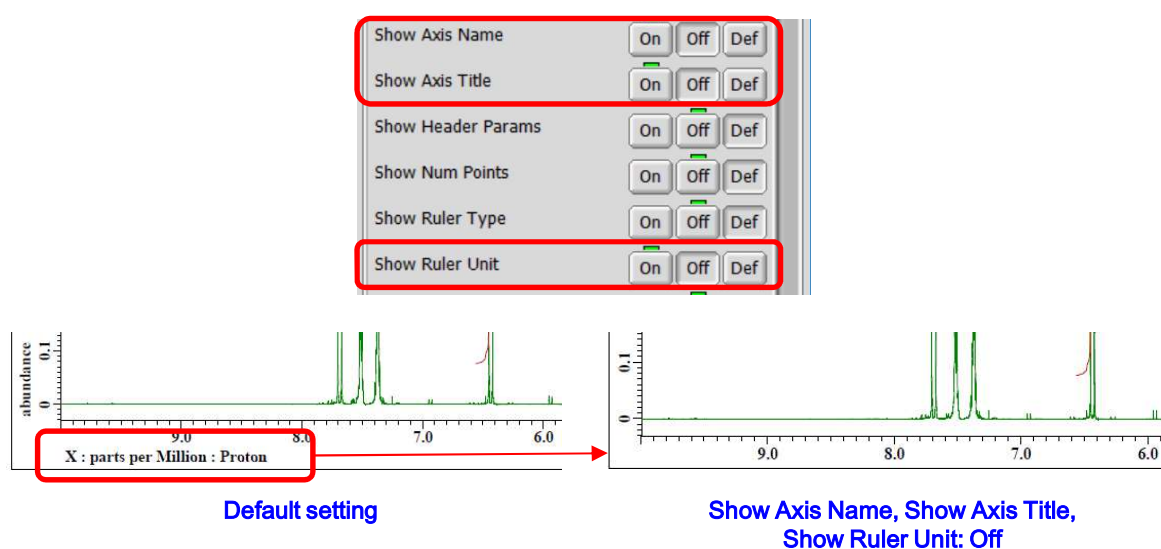 Show Axis Name On Off Def
Show Axis Title On Off Def
Show Header Params On Off Def
Show Num Points On Off Def
Show Ruler Type On Off Def
Show Ruler Unit On Off Def
abundance
0.1
0
9.0 8.0 7.0 6.0
X : parts per Million : Proton
0.1
0
9.0 8.0 7.0 6.0
Default setting
Show Axis Name, Show Axis Title,
Show Ruler Unit: Off